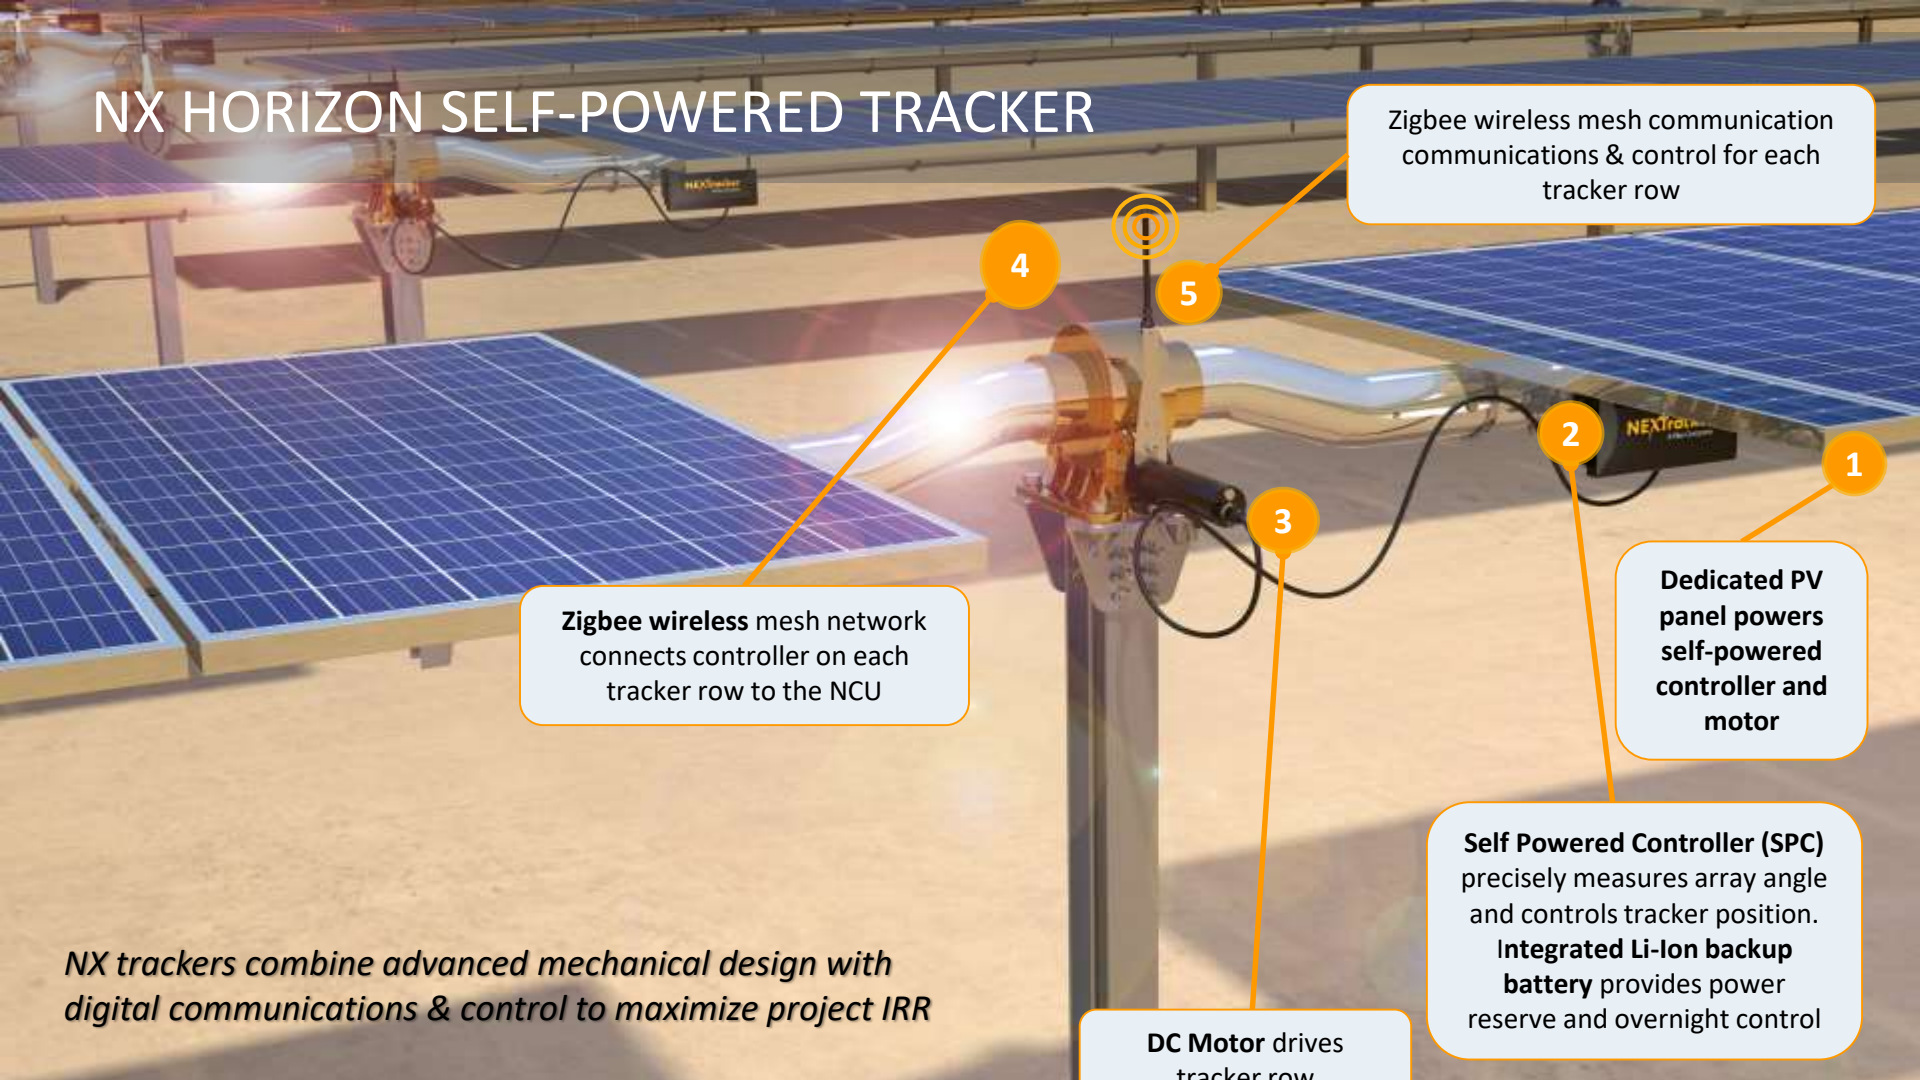 NX HORIZON SELF-POWERED TRACKER
Zigbee wireless mesh communication
communications & control for each
tracker row
NEXTracker
4
5
2
1
3
Zigbee wireless mesh network
connects controller on each
tracker row to the NCU
Dedicated PV
panel powers
self-powered
controller and
motor
Self Powered Controller (SPC)
precisely measures array angle
and controls tracker position.
Integrated Li-Ion backup
battery provides power
reserve and overnight control
NX trackers combine advanced mechanical design with
digital communications & control to maximize project IRR
DC Motor drives
tracker row